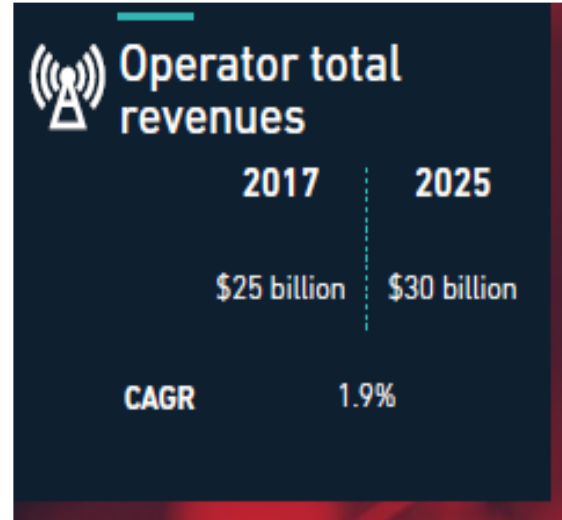 Operator total
revenues
2017 2025
$25 billion $30 billion
CAGR 1.9%